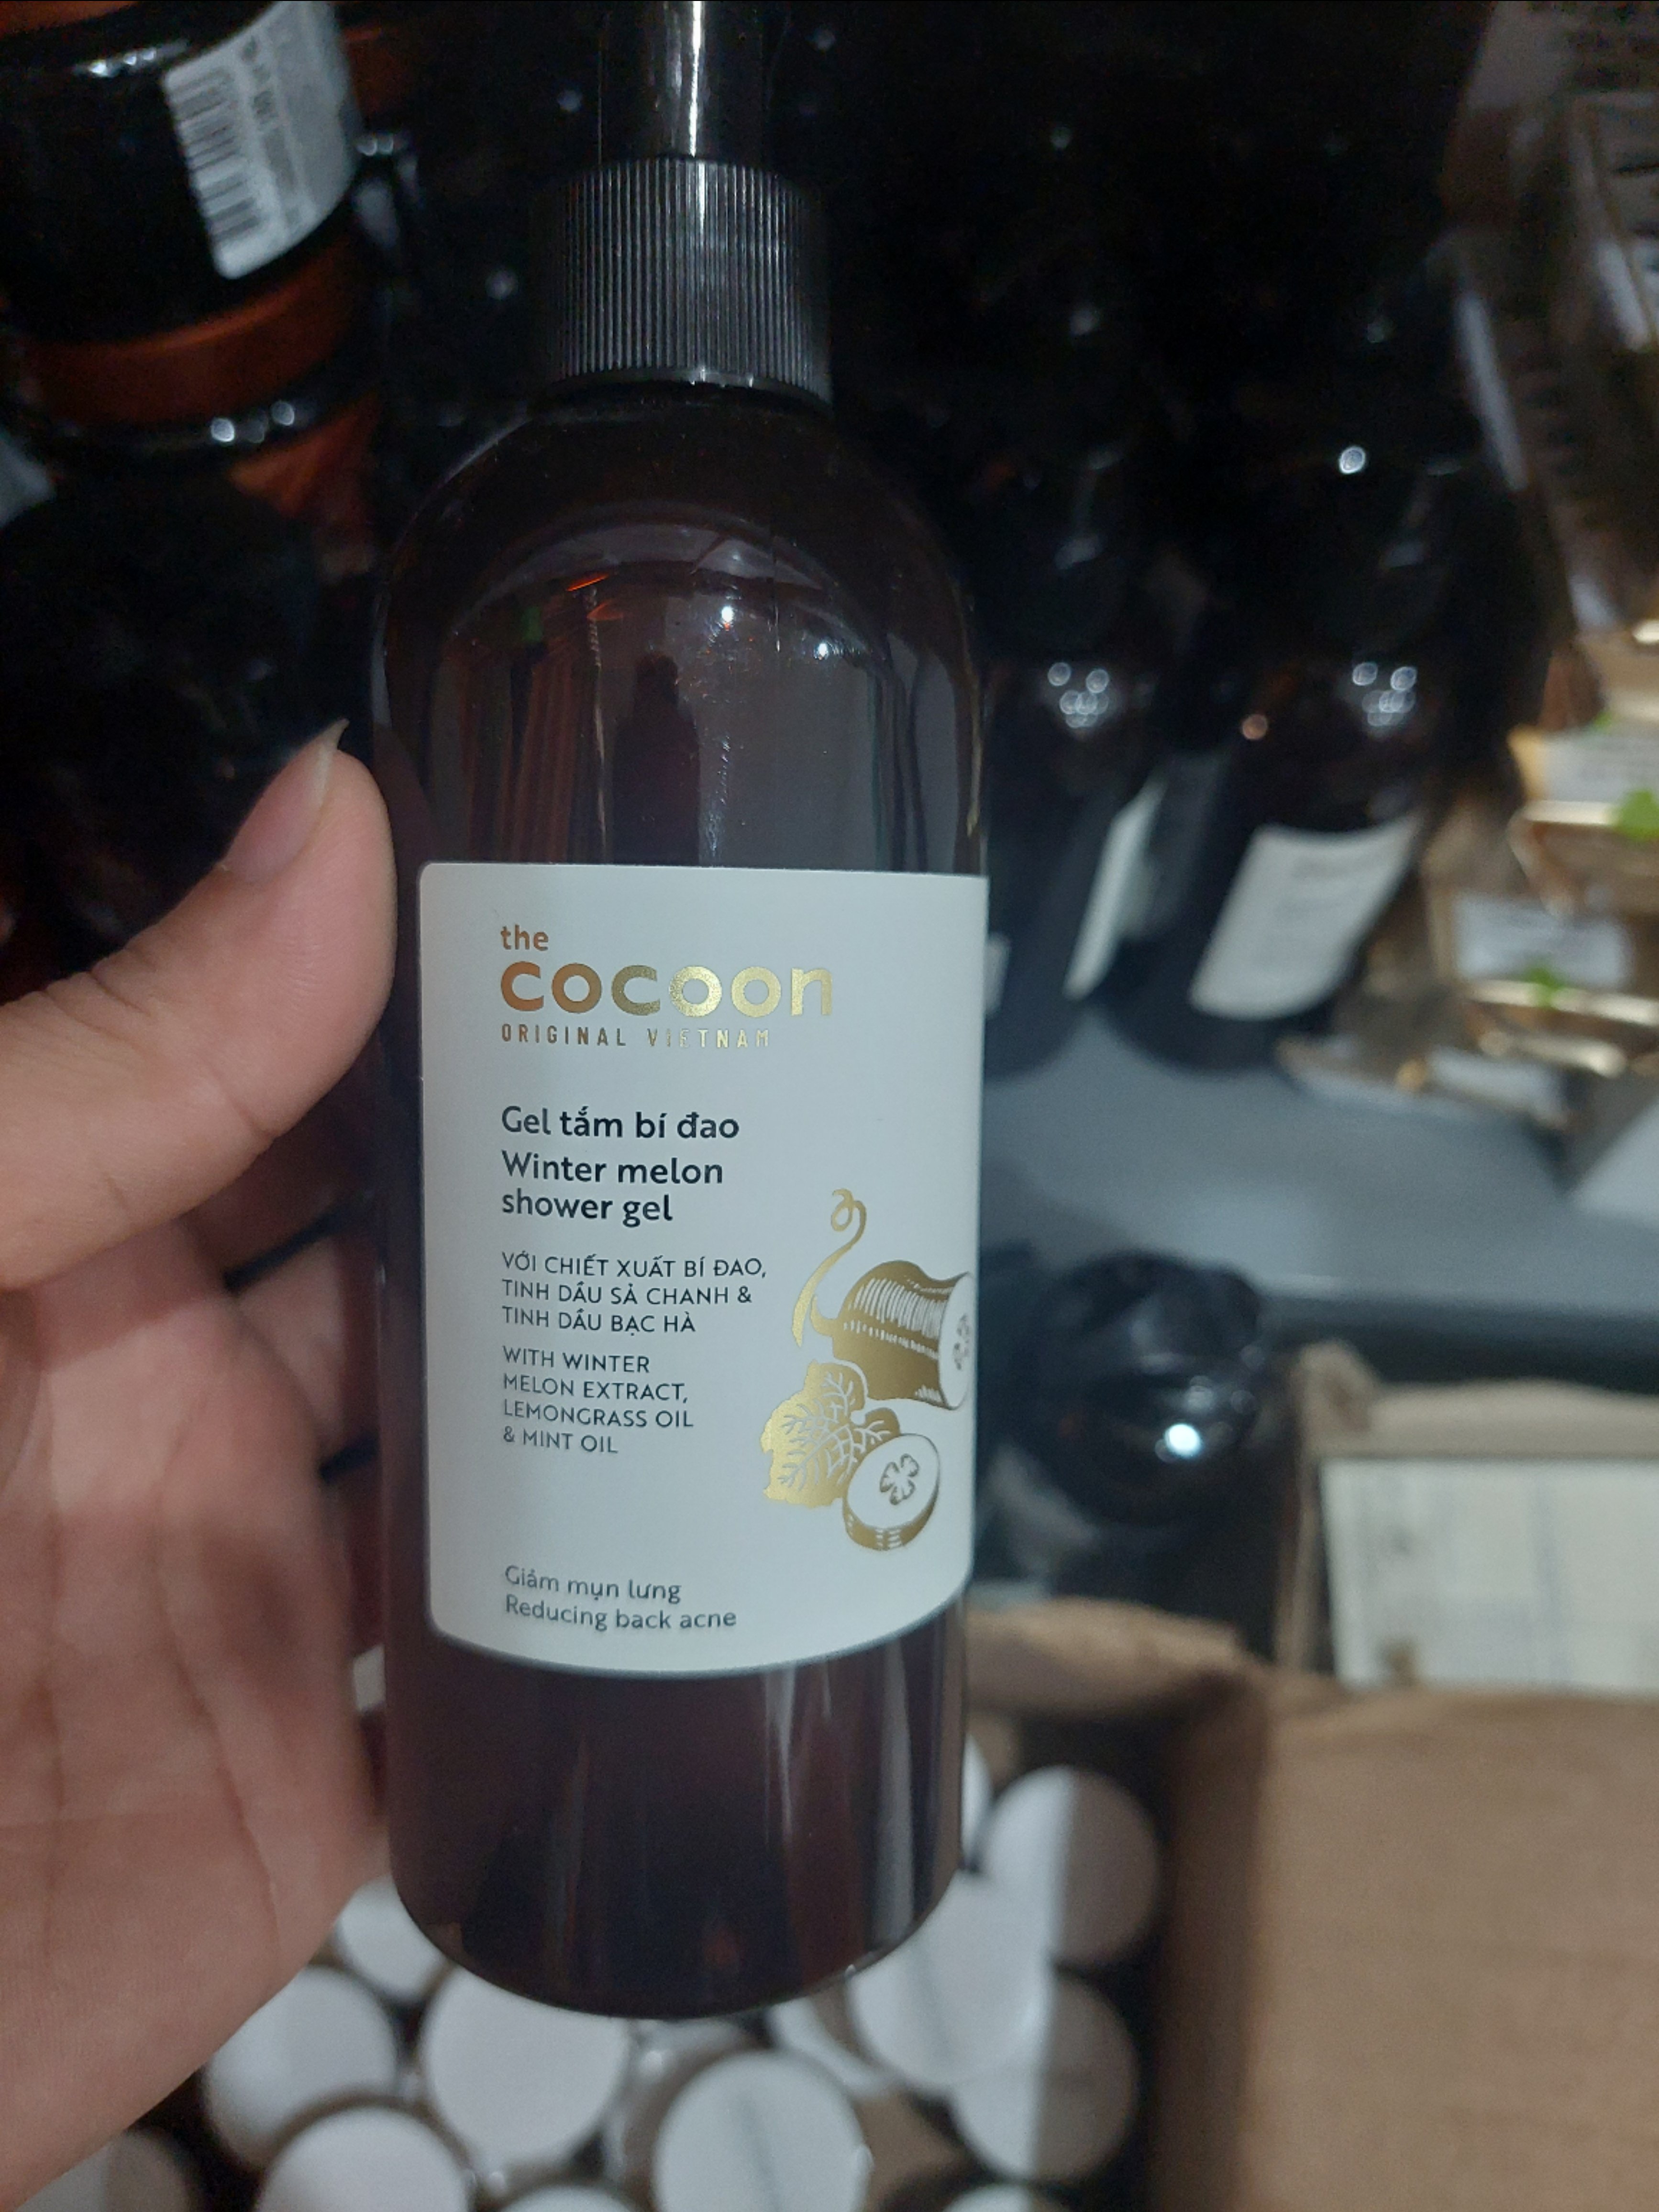 the
cocoon
ORIGINAL VIETNAM
Gel tắm bí đao
Winter melon
shower gel
VỚI CHIẾT XUẤT BÍ ĐAO,
TINH DẦU SẢ CHANH &
TINH DẦU BẠC HÀ
WITH WINTER
MELON EXTRACT,
LEMONGRASS OIL
& MINT OIL
Giảm mụn lưng
Reducing back acne